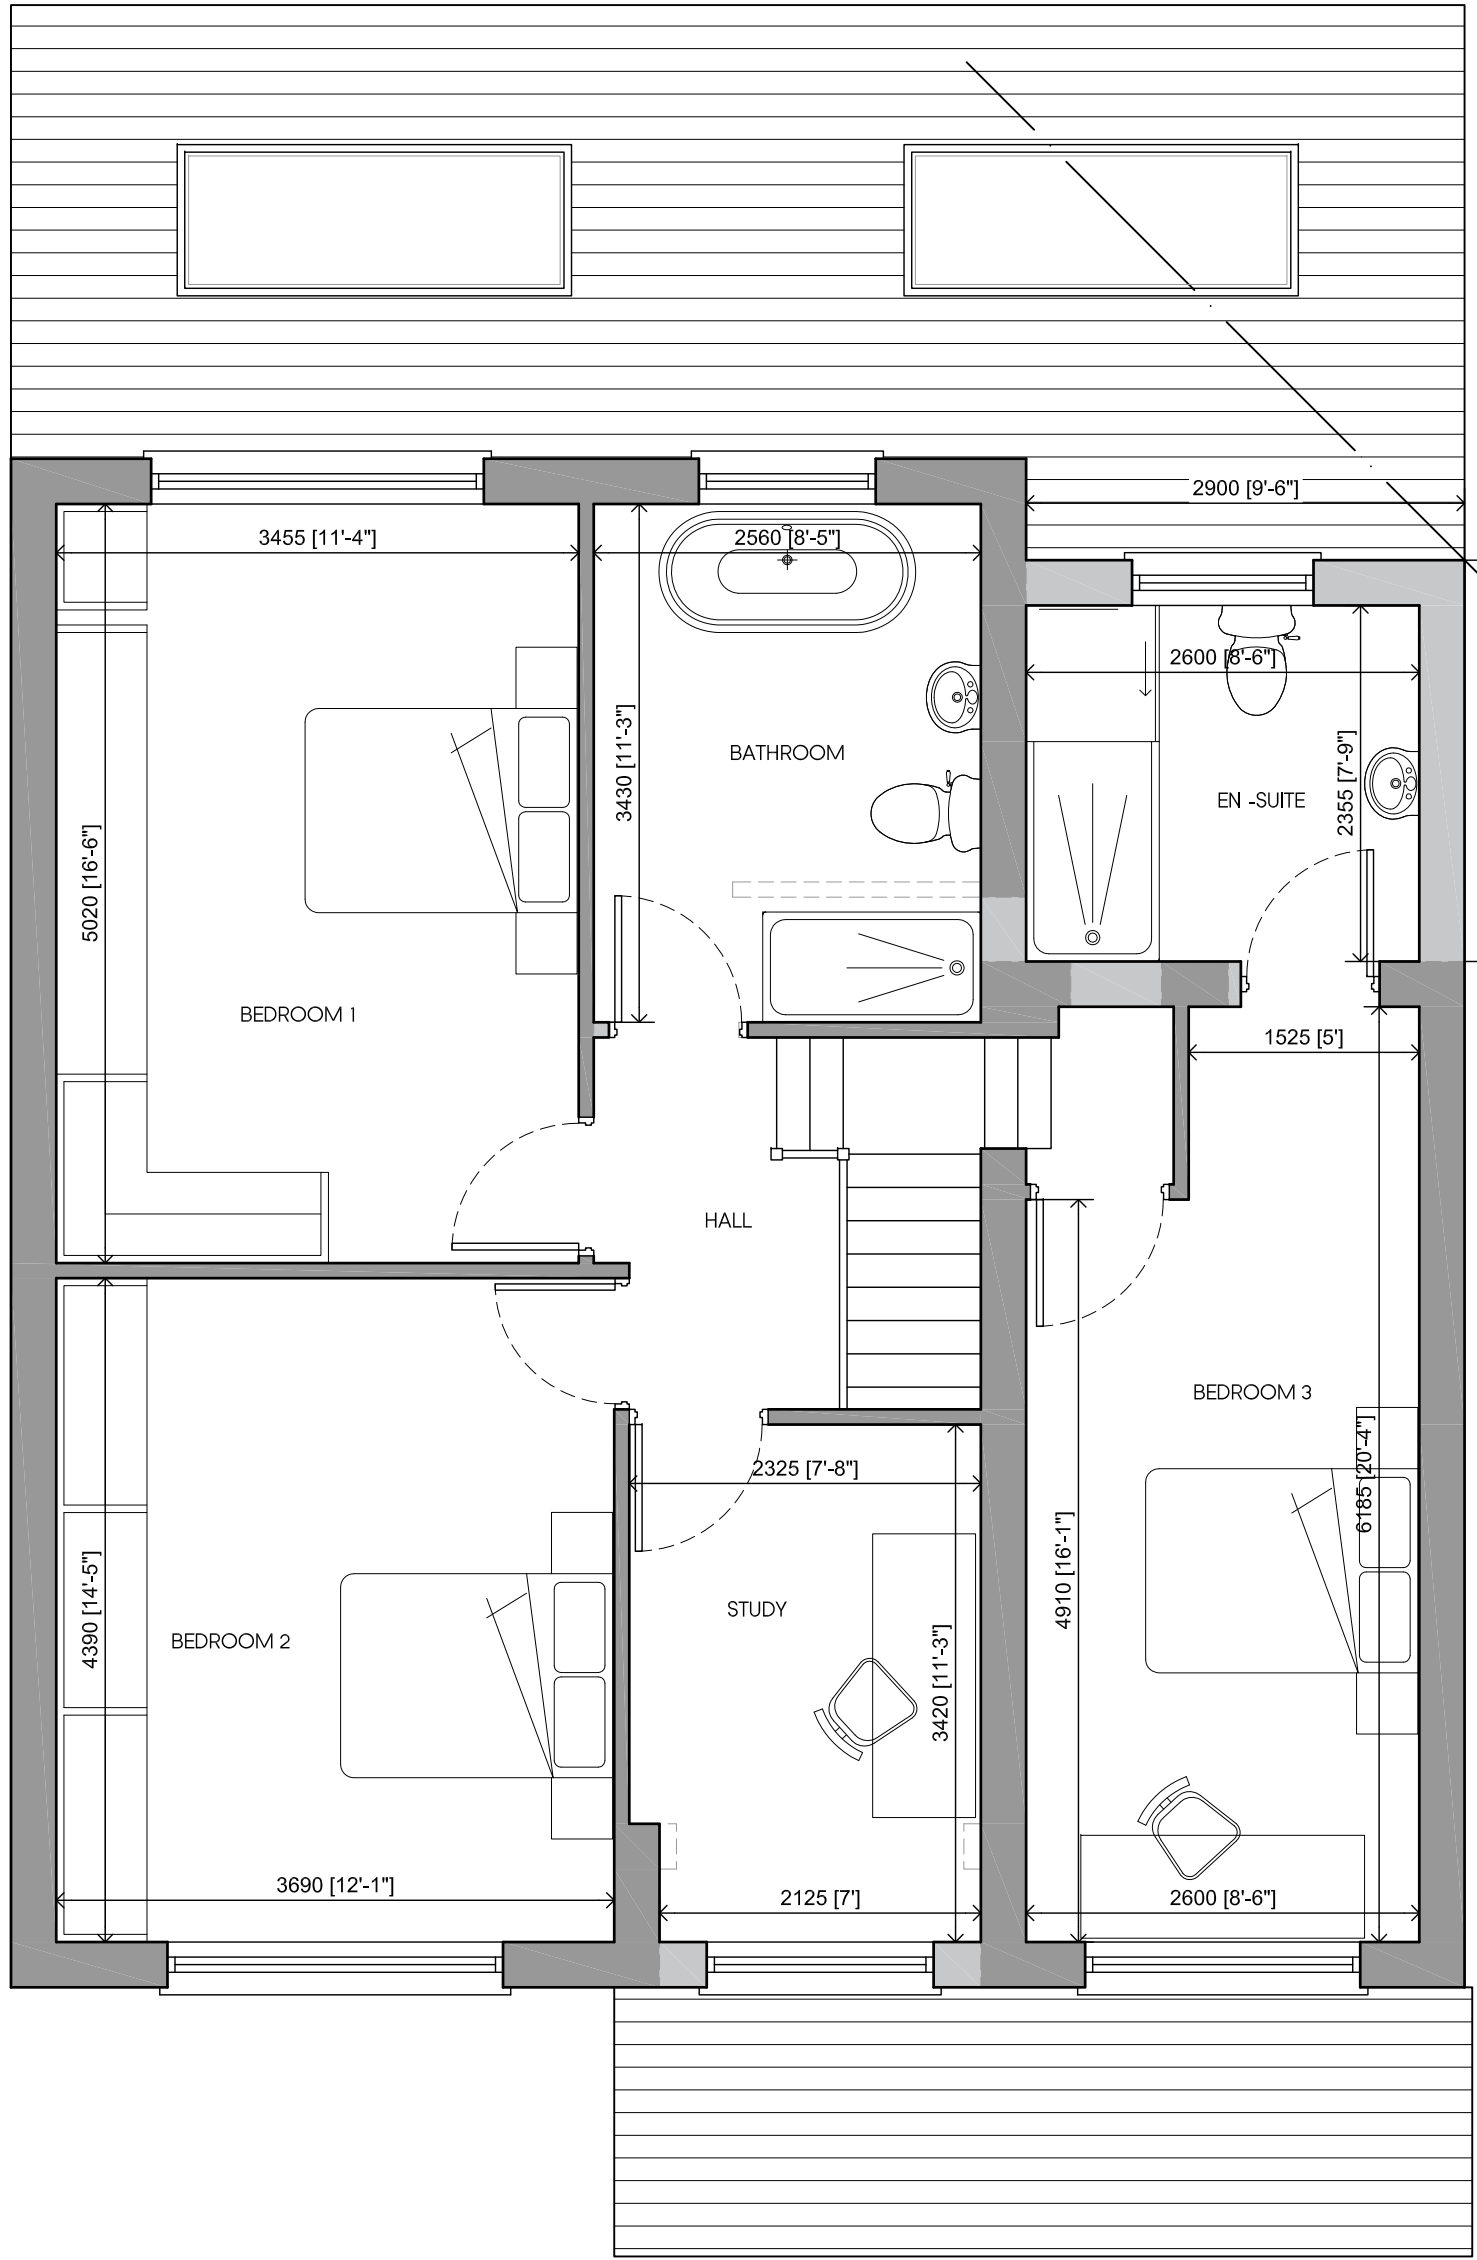 2900 [9'-6"]
3455 [11'-4"]
2560 [8'-5"]
2600 [8'-6"]
3430 [11'-3"]
BATHROOM
2355 [7'-9"]
EN -SUITE
5020 [16'-6"]
BEDROOM 1
1525 [5']
HALL
BEDROOM 3
2325 [7'-8"]
6185 [20'-4"]
4910 [16'-1"]
4390 [14'-5"]
STUDY
BEDROOM 2
3420 [11'-3"]
3690 [12'-1"]
2125 [7']
2600 [8'-6"]